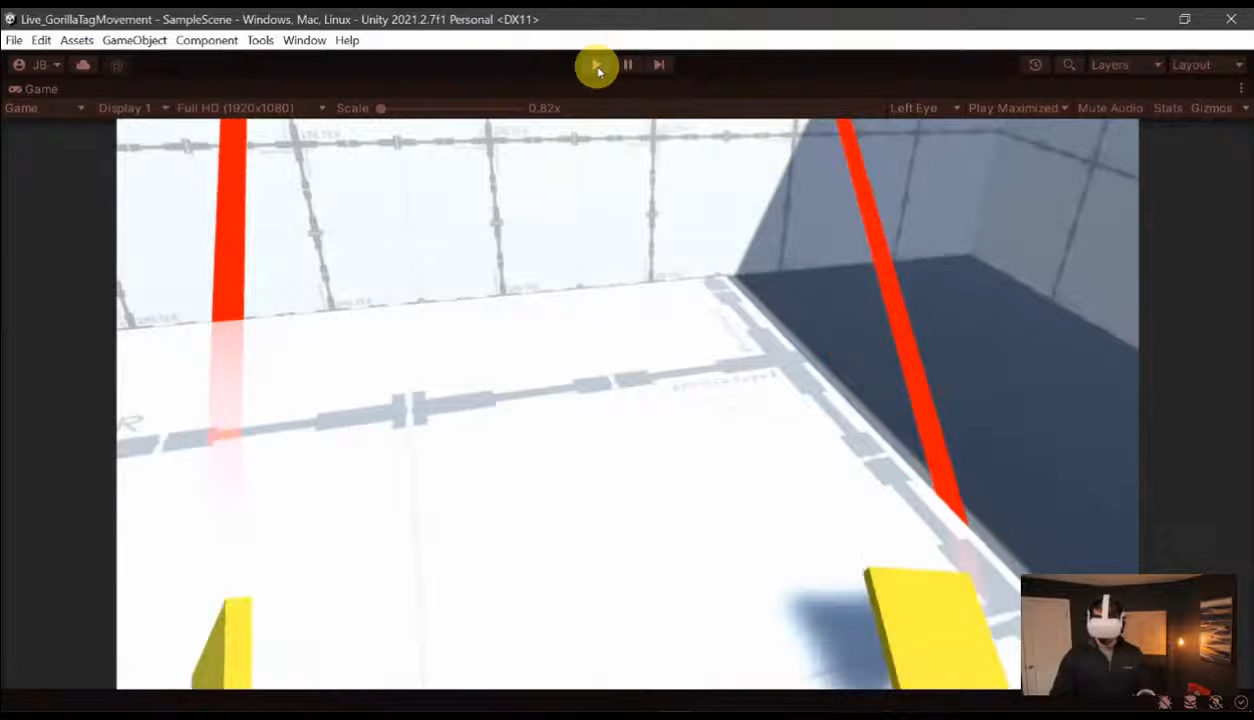 Live_GorillaTagMovement - SampleScene - Windows, Mac, Linux - Unity 2021.2.7f1 Personal <DX11>
File Edit Assets GameObject Component Tools Window Help
JB Layers Layout
Game
Game Display 1 Full HD (1920x1080) Scale 0.82x Left Eye Play Maximized Mute Audio Stats Gizmos